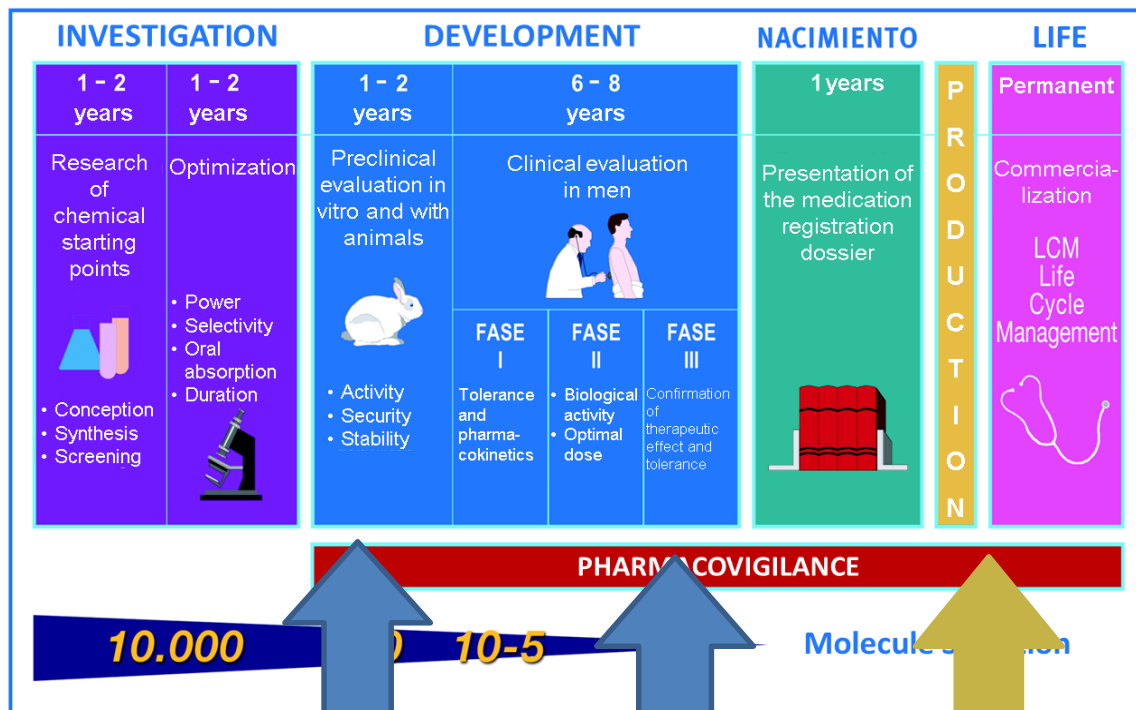 INVESTIGATION
DEVELOPMENT
NACIMIENTO
LIFE
1 – 2
years
1 – 2
years
1 – 2
years
6 – 8
years
1 years
PRODUCTION
Permanent
Research
of
chemical
starting
points
• Conception
• Synthesis
• Screening
Optimization
• Power
• Selectivity
• Oral
absorption
• Duration
Preclinical
evaluation in
vitro and with
animals
• Activity
• Security
• Stability
Clinical evaluation
in men
FASE
I
Tolerance and
pharma-
cokinetics
FASE
II
• Biological
activity
• Optimal
dose
FASE
III
Confirmation
of
therapeutic
effect and
tolerance
Presentation of
the medication
registration
dossier
Commercia-
lization
LCM
Life
Cycle
Management
PHARMACOVIGILANCE
10.000
10-5
Molecule